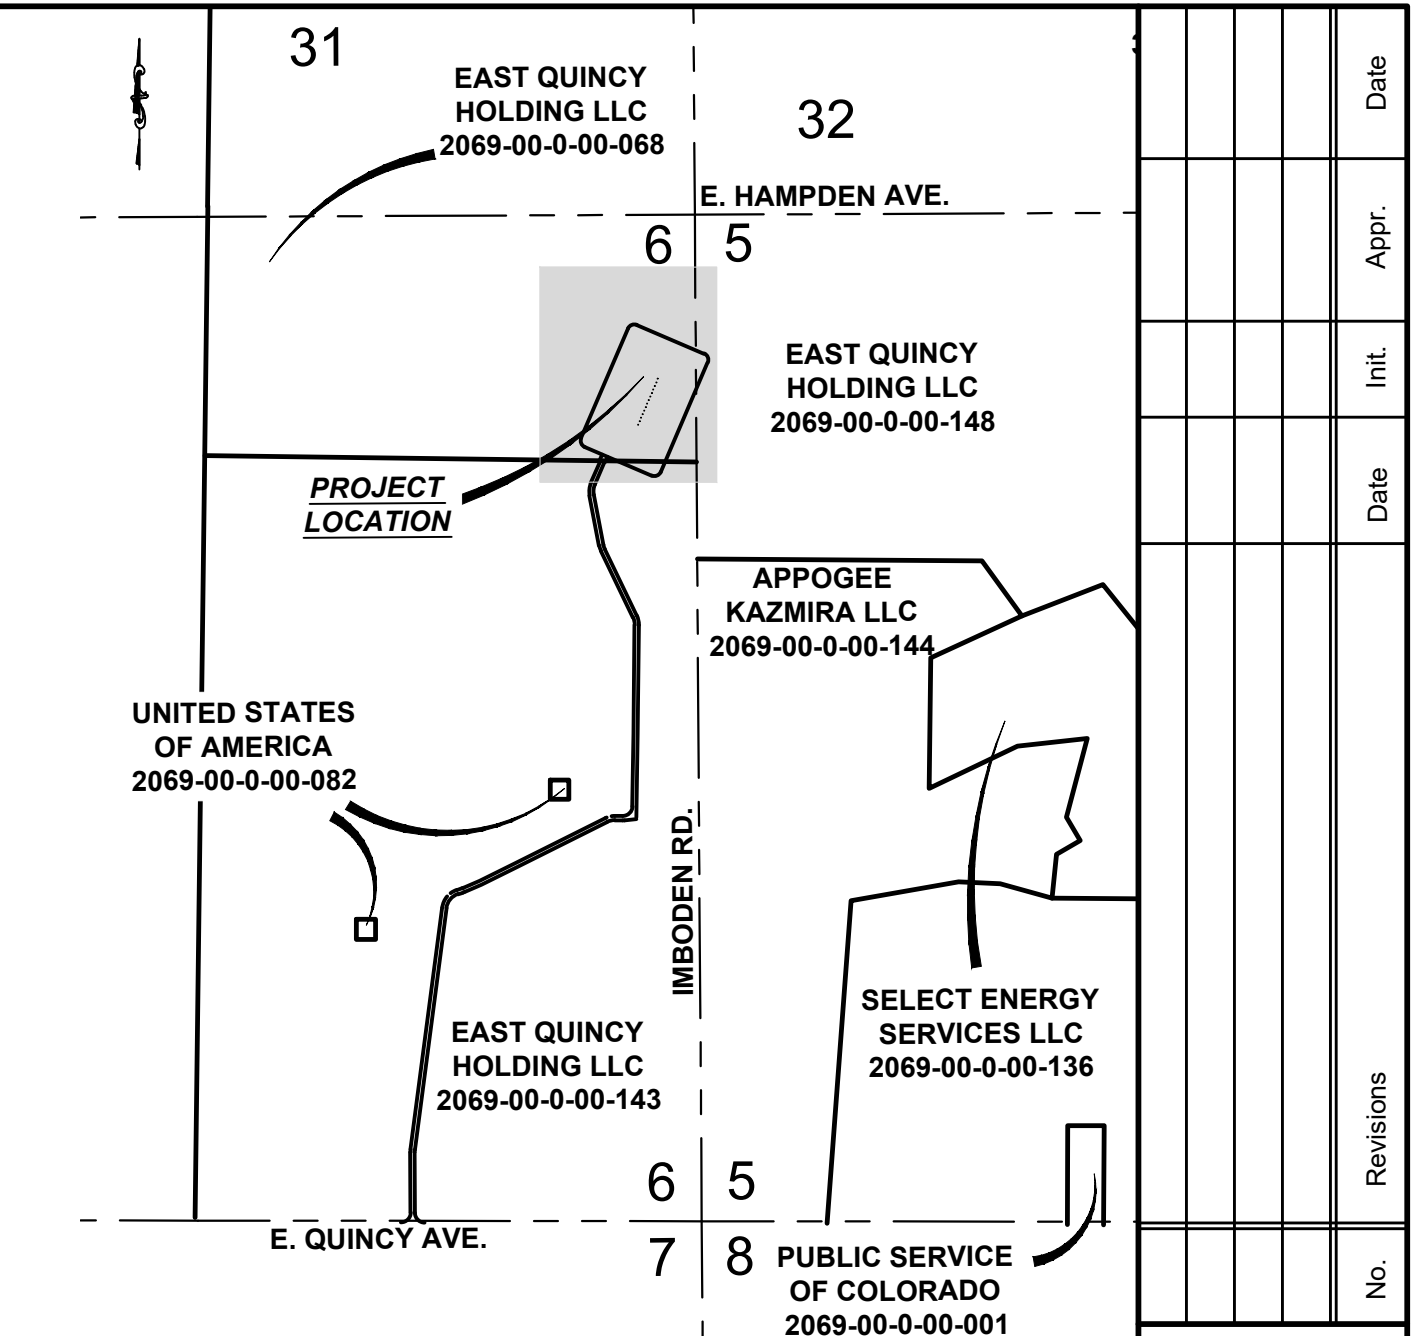 31
EAST QUINCY
HOLDING LLC
2069-00-0-00-068
32
E. HAMPDEN AVE.
6
5
EAST QUINCY
HOLDING LLC
2069-00-0-00-148
PROJECT
LOCATION
APPOGEE
KAZMIRA LLC
2069-00-0-00-144
UNITED STATES
OF AMERICA
2069-00-0-00-082
IMBODEN RD.
SELECT ENERGY
SERVICES LLC
2069-00-0-00-136
EAST QUINCY
HOLDING LLC
2069-00-0-00-143
6
5
E. QUINCY AVE.
7
8
PUBLIC SERVICE
OF COLORADO
2069-00-0-00-001
Date
Appr.
Init.
Date
Revisions
No.